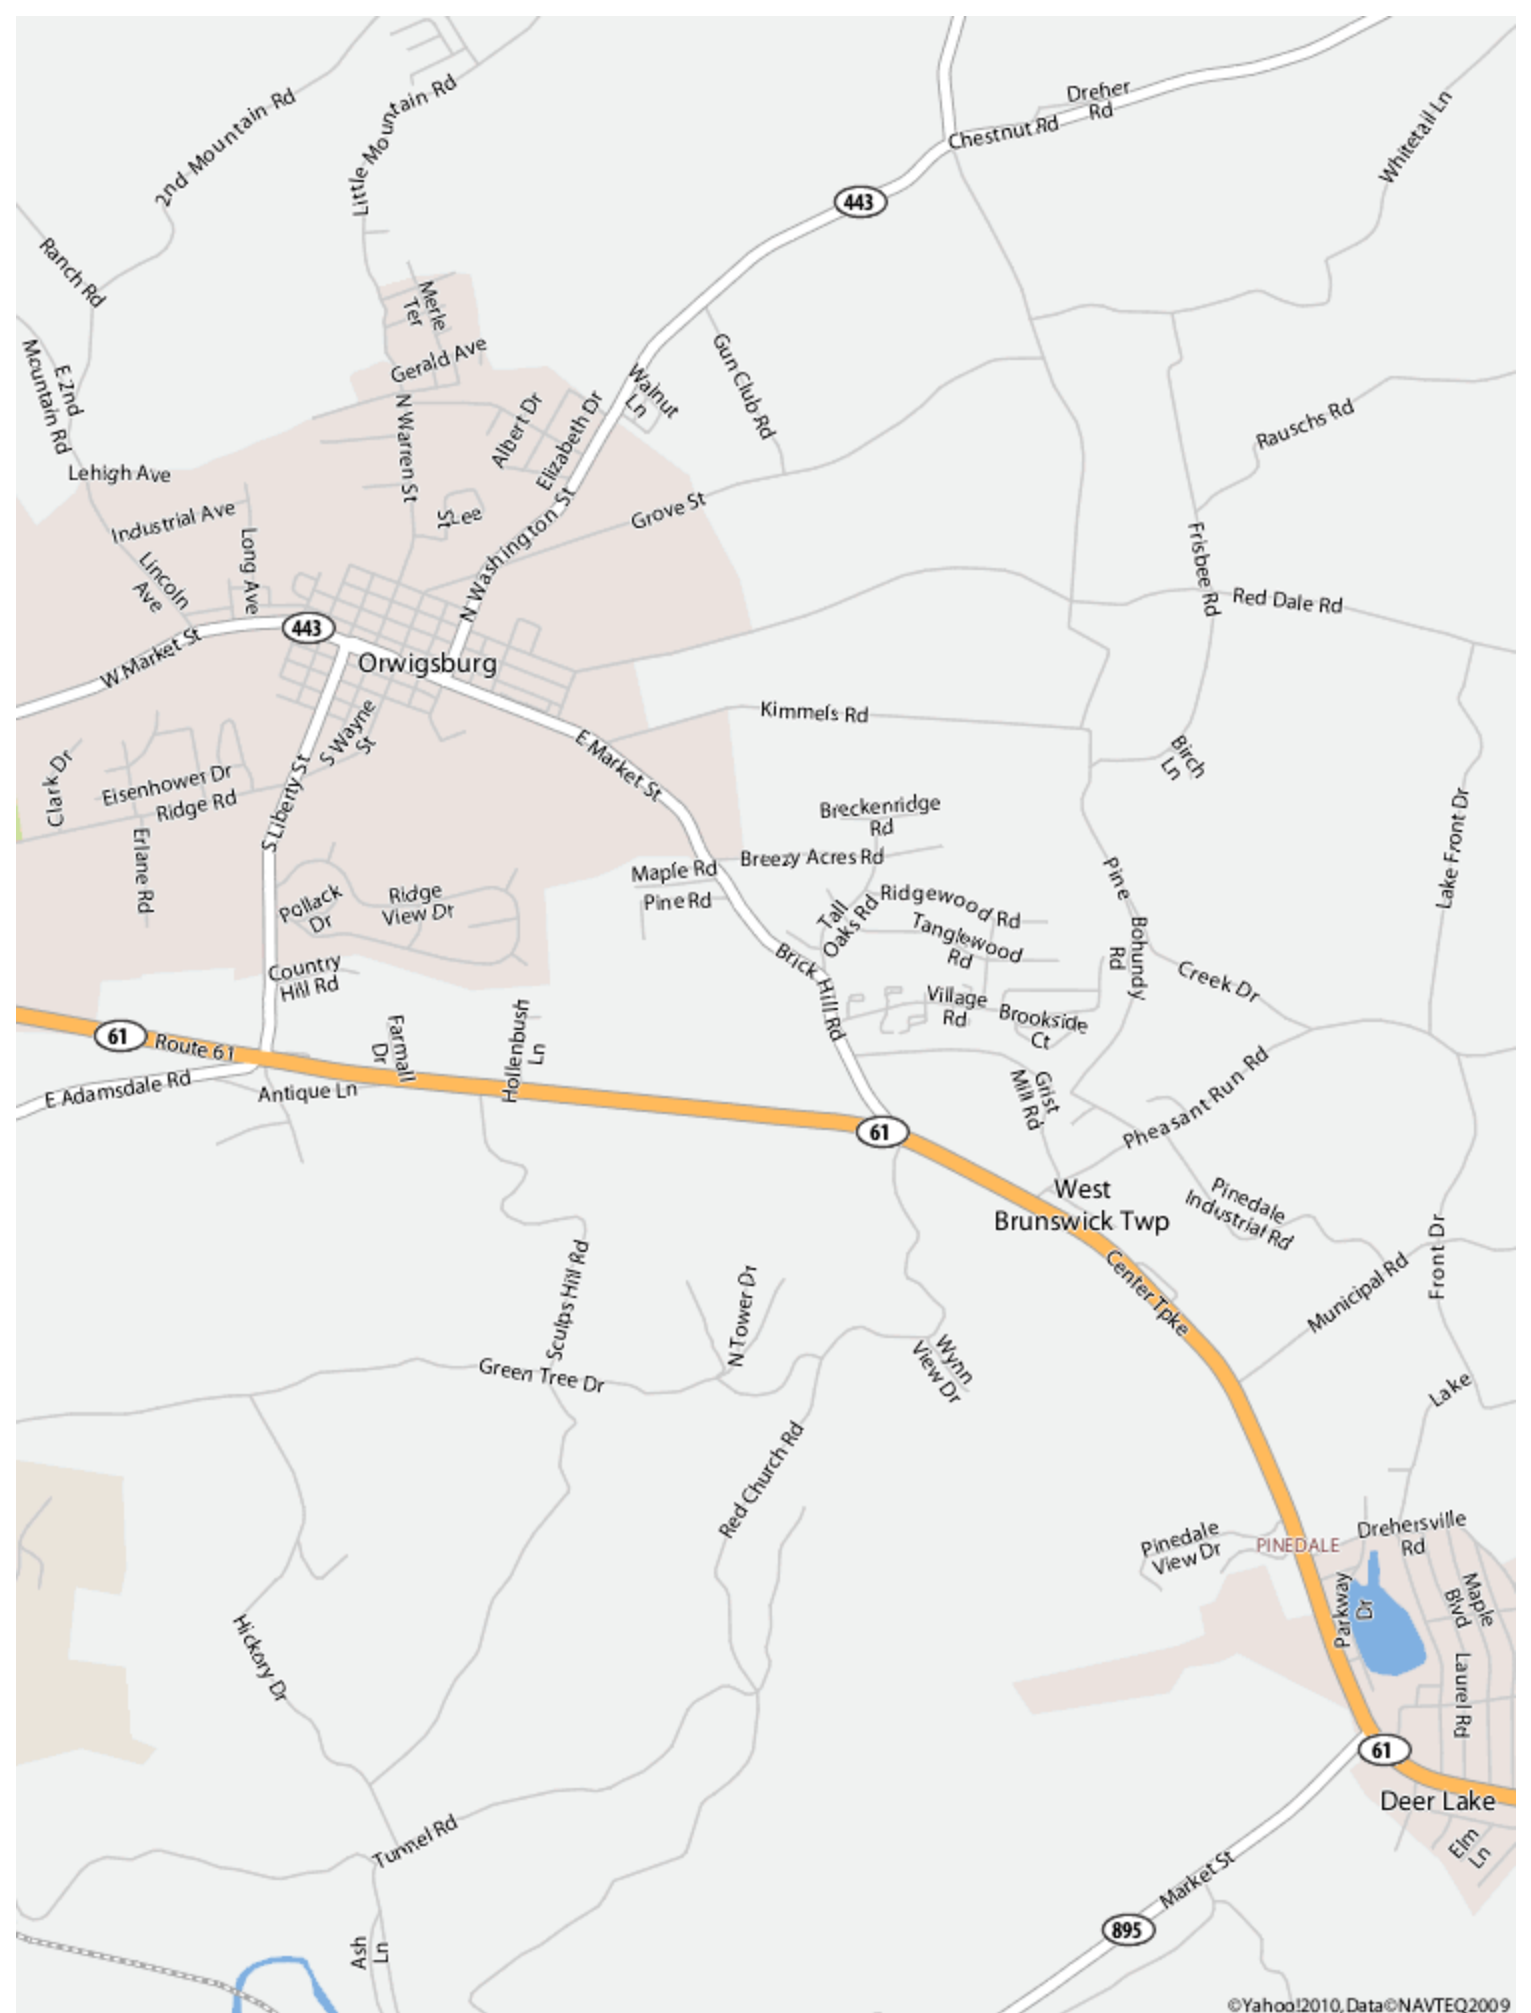 Dreher
Rd
Chestnut Rd
2nd Mountain Rd
Little Mountain Rd
Whitetail Ln
443
Ranch Rd
Merle
Ter
E 2nd
Mountain Rd
Gerald Ave
Gun Club Rd
Walnut
Ln
N Warren St
Albert Dr
Elizabeth Dr
Rauschs Rd
Lehigh Ave
Industrial Ave
Lee
St
Grove St
Long Ave
Lincoln
Ave
N Washington St
Frisbee Rd
Red Dale Rd
443
W Market St
Orwigsburg
Kimmels Rd
S Wayne
St
E Market St
Birch
Ln
Clark Dr
Eisenhower Dr
Ridge Rd
S Liberty St
Erlane Rd
Breckenridge
Rd
Breezy Acres Rd
Lake Front Dr
Maple Rd
Pine Rd
Pollack
Dr
Ridge
View Dr
Tall
Oaks Rd
Ridgewood Rd
Tanglewood
Rd
Pine Bohundy
Rd
Creek Dr
Country
Hill Rd
Brick Hill Rd
Village
Rd
Brookside
Ct
61
Route 61
Farmall
Dr
Hollenbush
Ln
E Adamsdale Rd
Antique Ln
Grist
Mill Rd
Pheasant Run Rd
61
West
Brunswick Twp
Pinedale
Industrial Rd
Sculps Hill Rd
N Tower Dr
Center Tpke
Municipal Rd
Front Dr
Green Tree Dr
Wynn
View Dr
Lake
Red Church Rd
Pinedale
View Dr
PINEDALE
Drehersville
Rd
Parkway
Dr
Maple
Blvd
Hickory Dr
Laurel Rd
61
Deer Lake
Tunnel Rd
Elm
Ln
Market St
895
Ash
Ln
©Yahoo!2010, Data©NAVTEQ2009